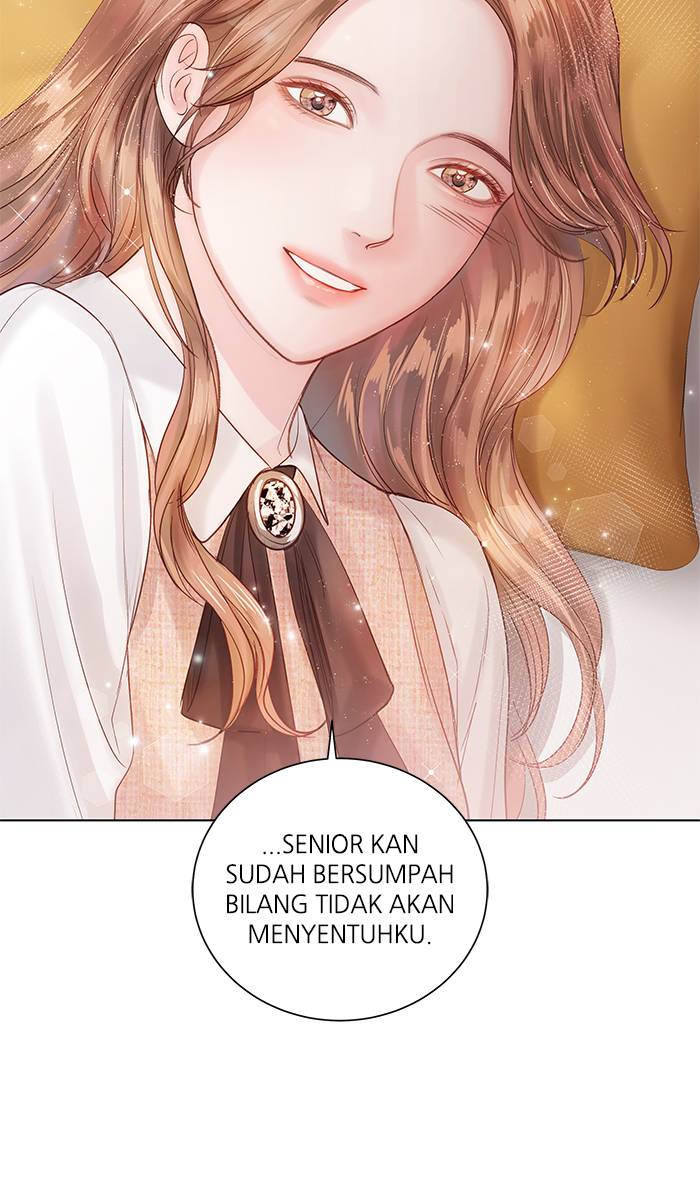 ...SENIOR KAN
SUDAH BERSUMPAH
BILANG TIDAK AKAN
MENYENTUHKU.